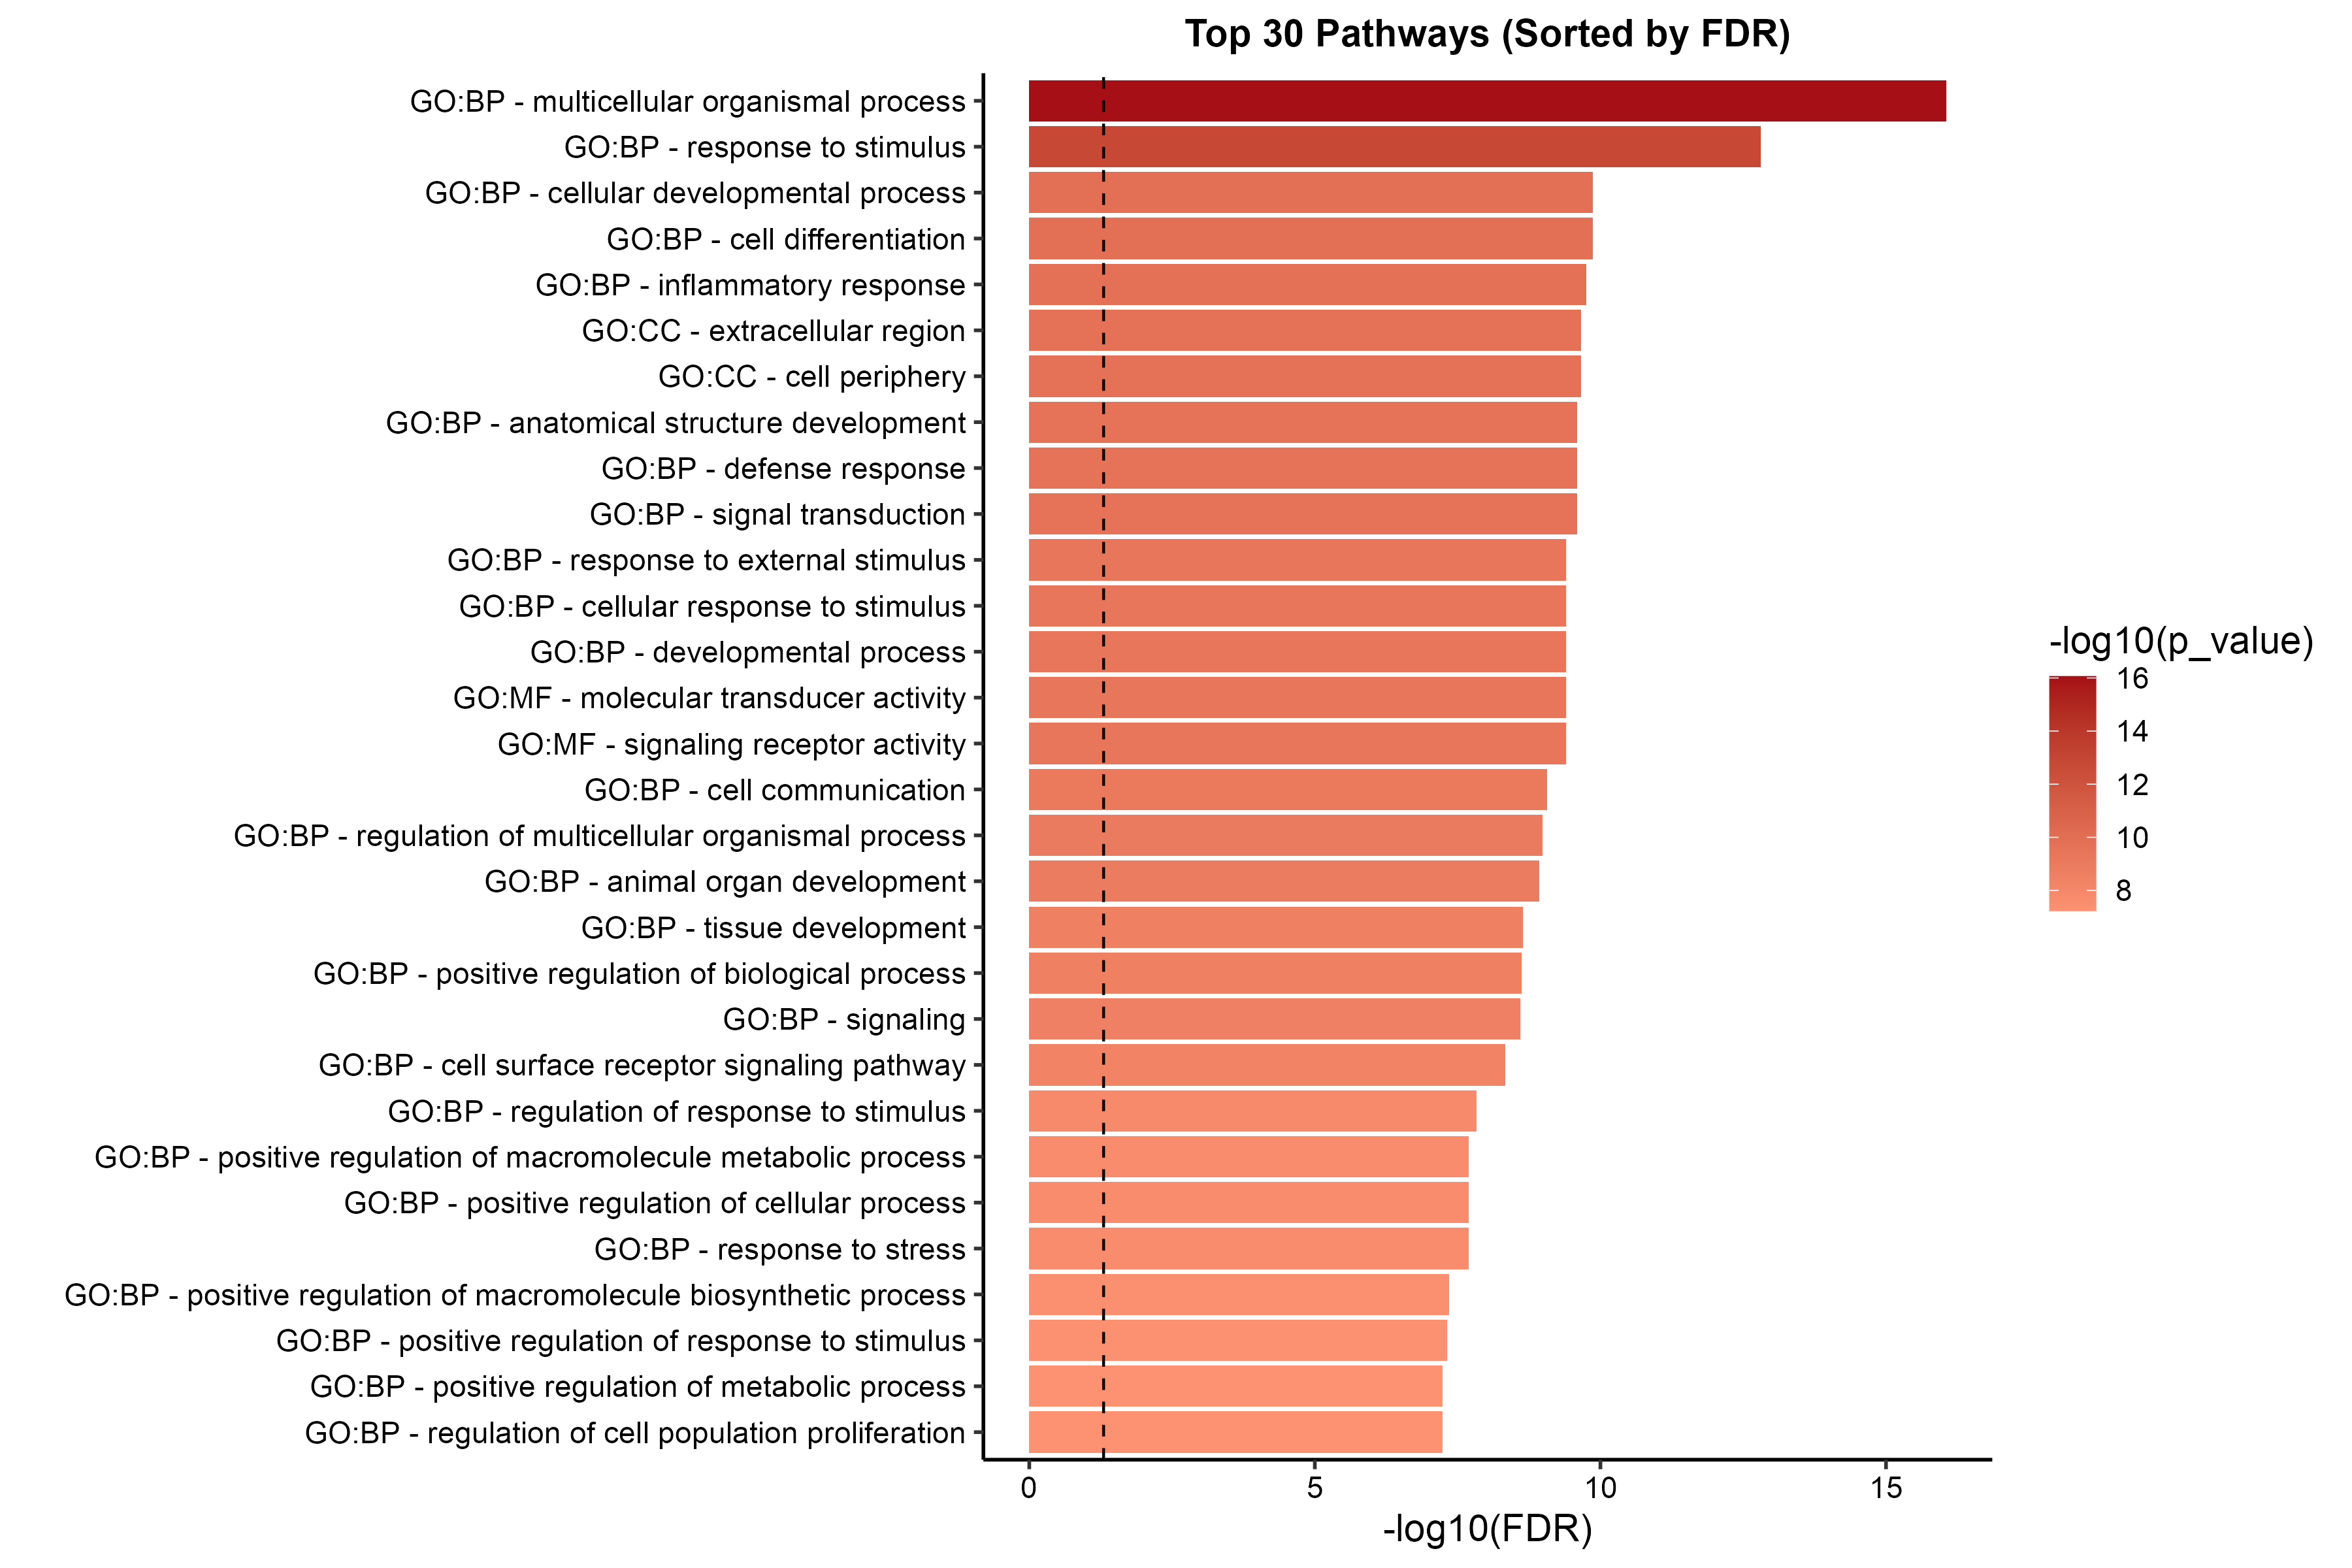 Top 30 Pathways (Sorted by FDR)
GO:BP - multicellular organismal process
GO:BP - response to stimulus
GO:BP - cellular developmental process
GO:BP - cell differentiation
GO:BP - inflammatory response
GO:CC - extracellular region
GO:CC - cell periphery
GO:BP - anatomical structure development
GO:BP - defense response
GO:BP - signal transduction
GO:BP - response to external stimulus
GO:BP - cellular response to stimulus
GO:BP - developmental process
GO:MF - molecular transducer activity
GO:MF - signaling receptor activity
GO:BP - cell communication
GO:BP - regulation of multicellular organismal process
GO:BP - animal organ development
GO:BP - tissue development
GO:BP - positive regulation of biological process
GO:BP - signaling
GO:BP - cell surface receptor signaling pathway
GO:BP - regulation of response to stimulus
GO:BP - positive regulation of macromolecule metabolic process
GO:BP - positive regulation of cellular process
GO:BP - response to stress
GO:BP - positive regulation of macromolecule biosynthetic process
GO:BP - positive regulation of response to stimulus
GO:BP - positive regulation of metabolic process
GO:BP - regulation of cell population proliferation
0 5 10 15
-log10(FDR)
-log10(p_value)
16
14
12
10
8